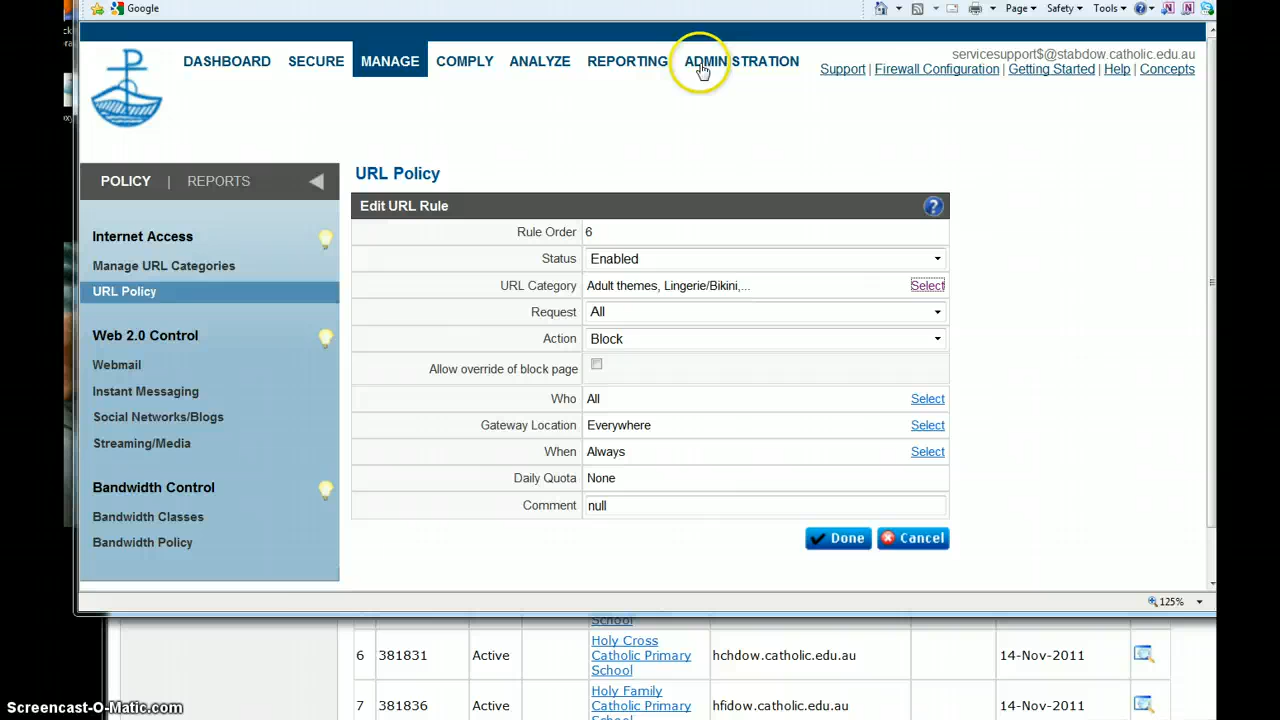 Google
Page
Safety
Tools
servicesupport$@stabdow.catholic.edu.au
DASHBOARD SECURE MANAGE COMPLY ANALYZE REPORTING ADMINISTRATION
Support | Firewall Configuration | Getting Started | Help | Concepts
POLICY | REPORTS
Internet Access
Manage URL Categories
URL Policy
Web 2.0 Control
Webmail
Instant Messaging
Social Networks/Blogs
Streaming/Media
Bandwidth Control
Bandwidth Classes
Bandwidth Policy
URL Policy
Edit URL Rule
Rule Order 6
Status Enabled
URL Category Adult themes, Lingerie/Bikini,... Select
Request All
Action Block
Allow override of block page
Who All Select
Gateway Location Everywhere Select
When Always Select
Daily Quota None
Comment null
Done Cancel
125%
School
6 381831 Active Holy Cross Catholic Primary School hchdow.catholic.edu.au 14-Nov-2011
7 381836 Active Holy Family Catholic Primary hfidow.catholic.edu.au 14-Nov-2011
Screencast-O-Matic.com